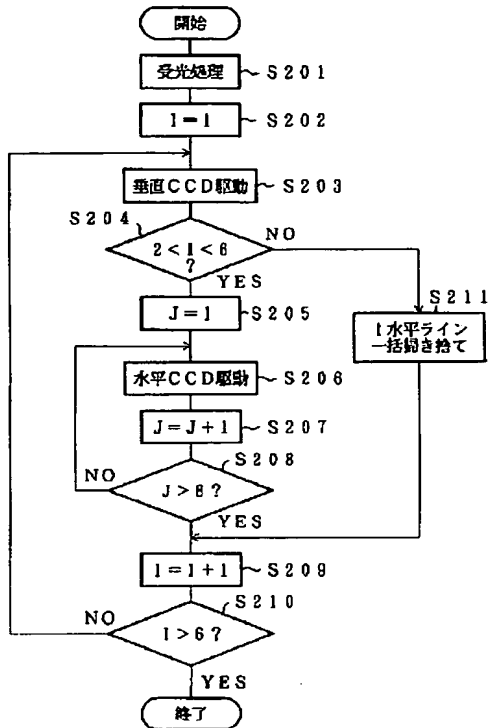 開始
受光処理
S201
I=1
S202
垂直CCD駆動
S203
S204
2<I<6
?
NO
YES
J=1
S205
S211
1水平ライン
一括掃き捨て
水平CCD駆動
S206
J=J+1
S207
S208
NO
J>8?
YES
I=I+1
S209
S210
NO
I>6?
YES
終了